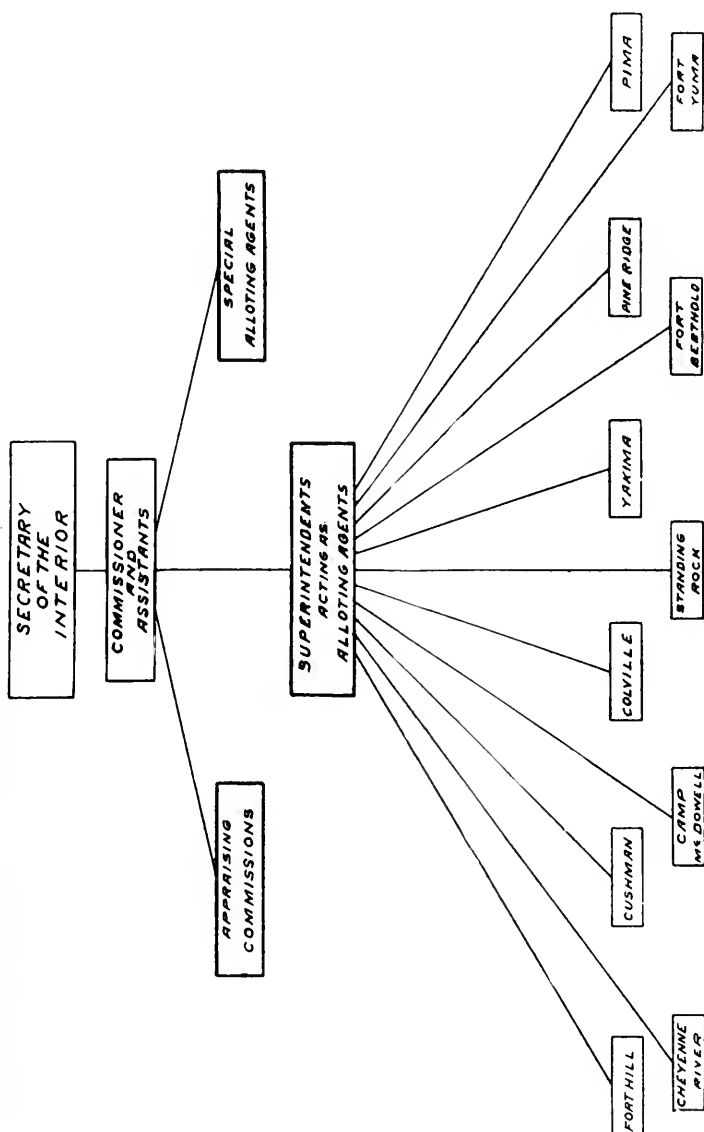 SECRETARY
OF THE
INTERIOR
COMMISSIONER
AND
ASSISTANTS
APPRAISING
COMMISSIONS
SPECIAL
ALLOTING AGENTS
SUPERINTENDENTS
ACTING AS
ALLOTING AGENTS
FORT HILL
CHEYENNE
RIVER
CUSHMAN
CAMP
McDOWELL
COLVILLE
STANDING
ROCK
YAKIMA
FORT
BERTHOLD
PINE RIDGE
FORT
YUMA
PIMA